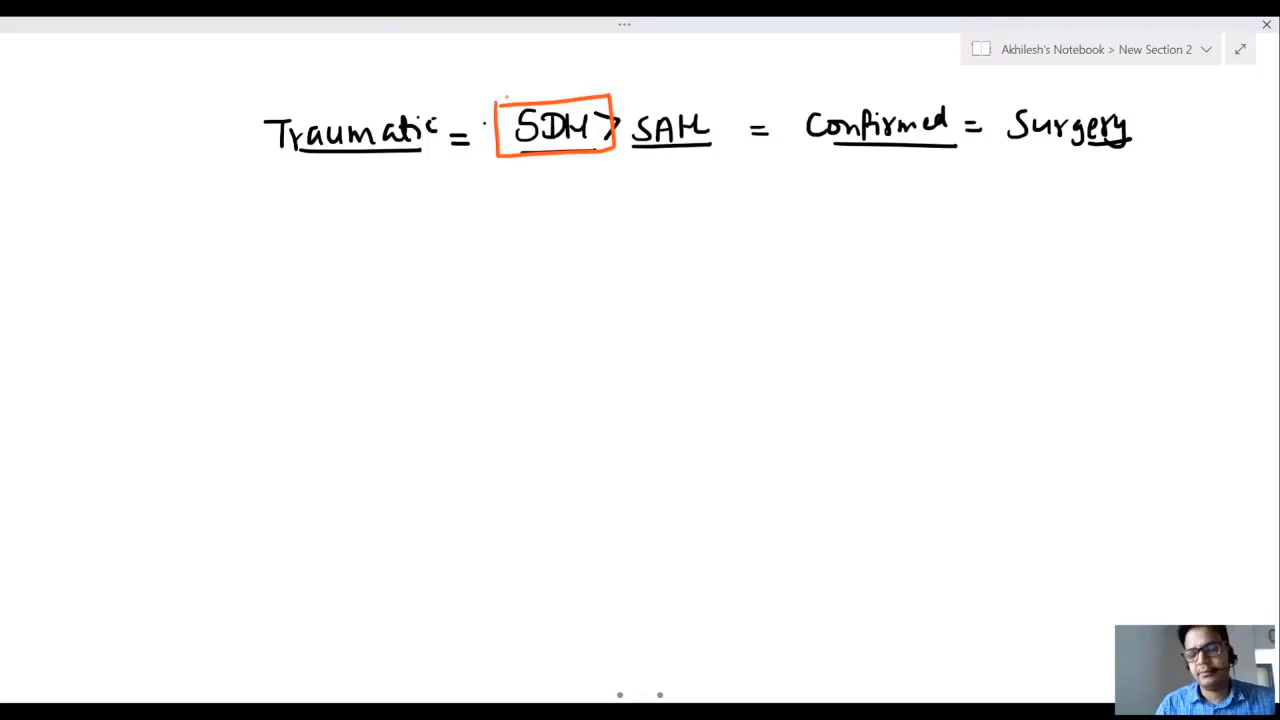 Akhilesh's Notebook > New Section 2
Traumatic = SDH > SAH = Confirmed = Surgery